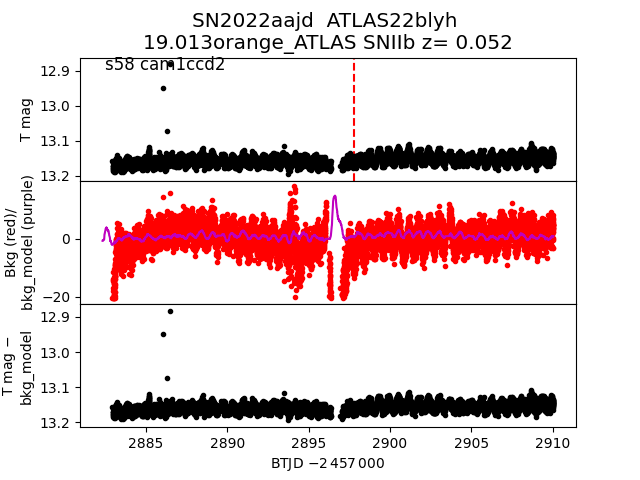 SN2022aajd  ATLAS22blyh
19.013orange_ATLAS SNIIb z= 0.052
s58 cam1ccd2
T mag
12.9
13.0
13.1
13.2
Bkg (red)/
bkg_model (purple)
0
−20
T mag −
bkg_model
12.9
13.0
13.1
13.2
2885
2890
2895
2900
2905
2910
BTJD −2 457 000